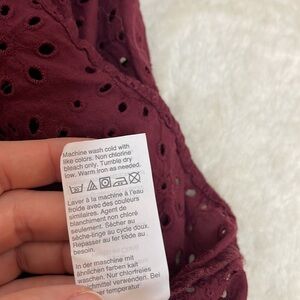 Machine wash cold with
like colors. Non chlorine
bleach only. Tumble dry
low. Warm Iron as needed.
Laver à la machine à l'eau
froide avec des couleurs
similaires. Agent de
blanchiment non chloré
seulement. Sécher au
sèche-linge au cycle doux.
Repasser au fer tiède au
besoin.
In der maschine mit
ähnlichen farben kalt
waschen. Nur chlorfreies
er temperatur